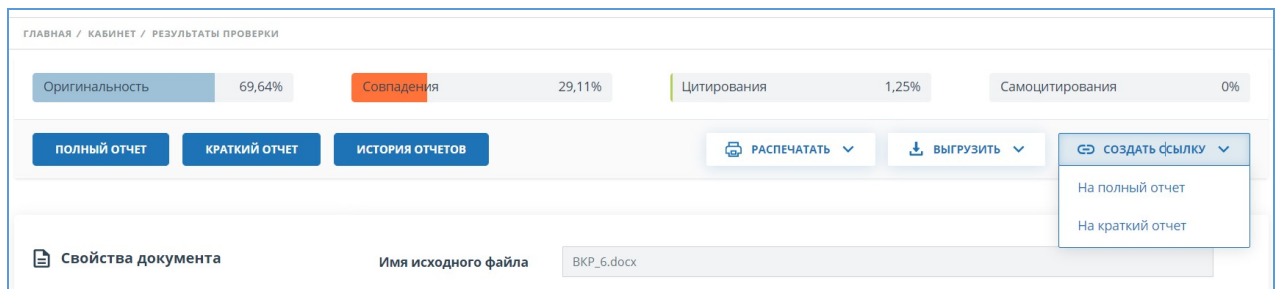 ГЛАВНАЯ / КАБИНЕТ / РЕЗУЛЬТАТЫ ПРОВЕРКИ
Оригинальность 69,64% Совпадения 29,11% Цитирования 1,25% Самоцитирования 0%
ПОЛНЫЙ ОТЧЕТ КРАТКИЙ ОТЧЕТ ИСТОРИЯ ОТЧЕТОВ РАСПЕЧАТАТЬ ВЫГРУЗИТЬ СОЗДАТЬ ССЫЛКУ
На полный отчет
На краткий отчет
Свойства документа Имя исходного файла ВКР_6.docx